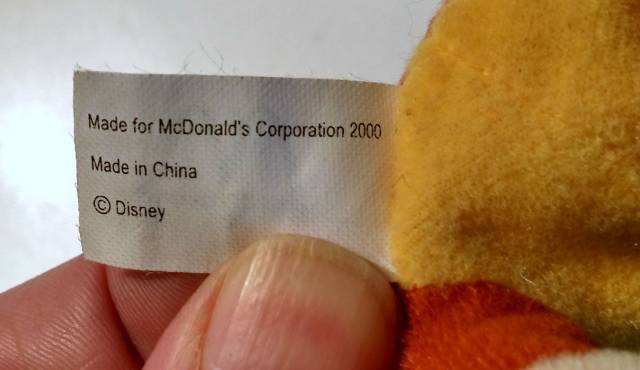 Made for McDonald's Corporation 2000
Made in China
© Disney